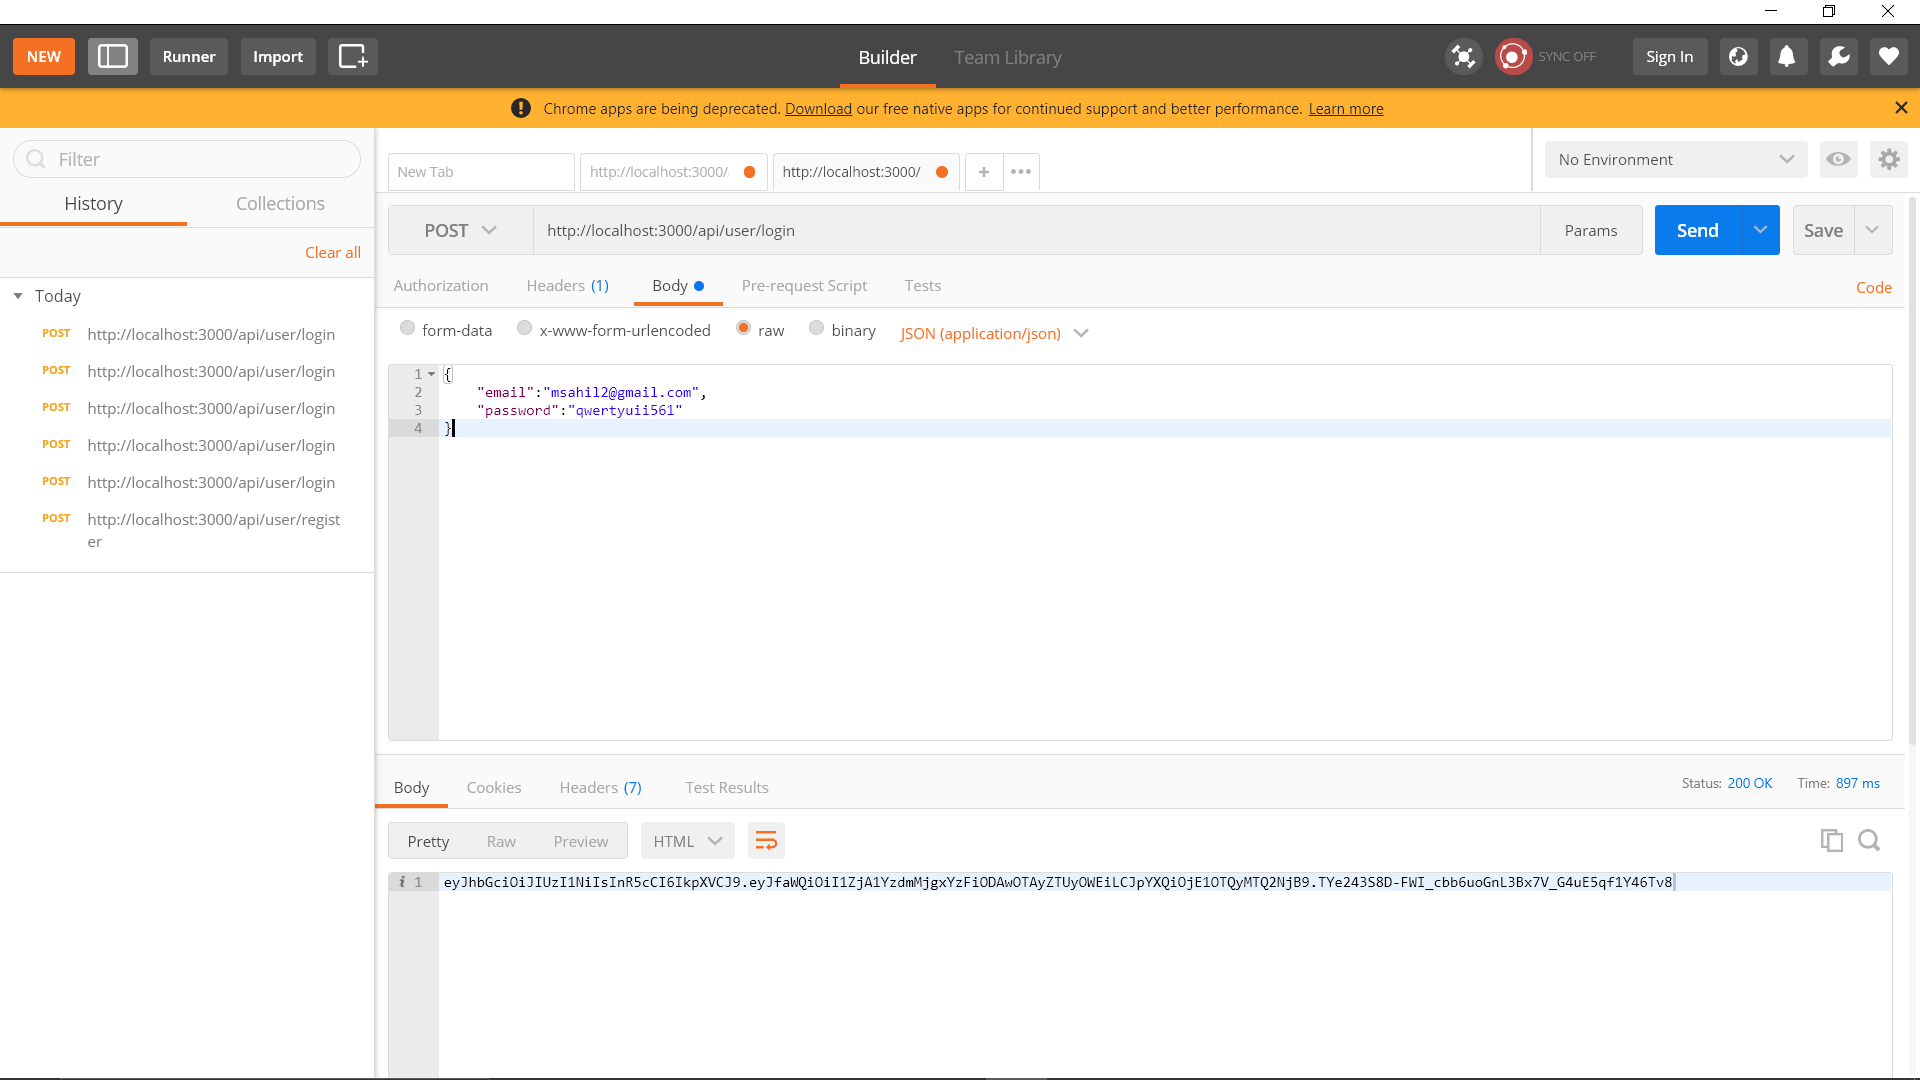 NEW
Runner
Import
Builder
Team Library
SYNC OFF
Sign In
Chrome apps are being deprecated. Download our free native apps for continued support and better performance. Learn more
Filter
History
Collections
Clear all
Today
POST http://localhost:3000/api/user/login
POST http://localhost:3000/api/user/login
POST http://localhost:3000/api/user/login
POST http://localhost:3000/api/user/login
POST http://localhost:3000/api/user/login
POST http://localhost:3000/api/user/regist
er
New Tab
http://localhost:3000/
http://localhost:3000/
No Environment
POST
http://localhost:3000/api/user/login
Params
Send
Save
Authorization
Headers (1)
Body
Pre-request Script
Tests
Code
form-data
x-www-form-urlencoded
raw
binary
JSON (application/json)
1 {
2 "email":"msahil2@gmail.com",
3 "password":"qwertyuii561"
4 }
Body
Cookies
Headers (7)
Test Results
Status: 200 OK
Time: 897 ms
Pretty
Raw
Preview
HTML
i 1 eyJhbGciOiJIUzI1NiIsInR5cCI6IkpXVCJ9.eyJfaWQiOiI1ZjA1YzdmMjgxYzFiODAwOTAyZTUyOWEiLCJpYXQiOjE1OTQyMTQ2NjB9.TYe243S8D-FWI_cbb6uoGnL3Bx7V_G4uE5qf1Y46Tv8